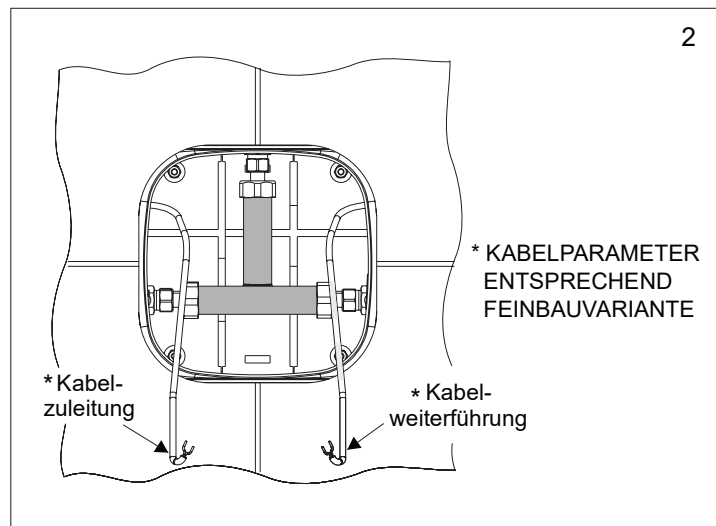 2
* KABELPARAMETER
ENTSPRECHEND
FEINBAUVARIANTE
* Kabel-
zuleitung
* Kabel-
weiterführung